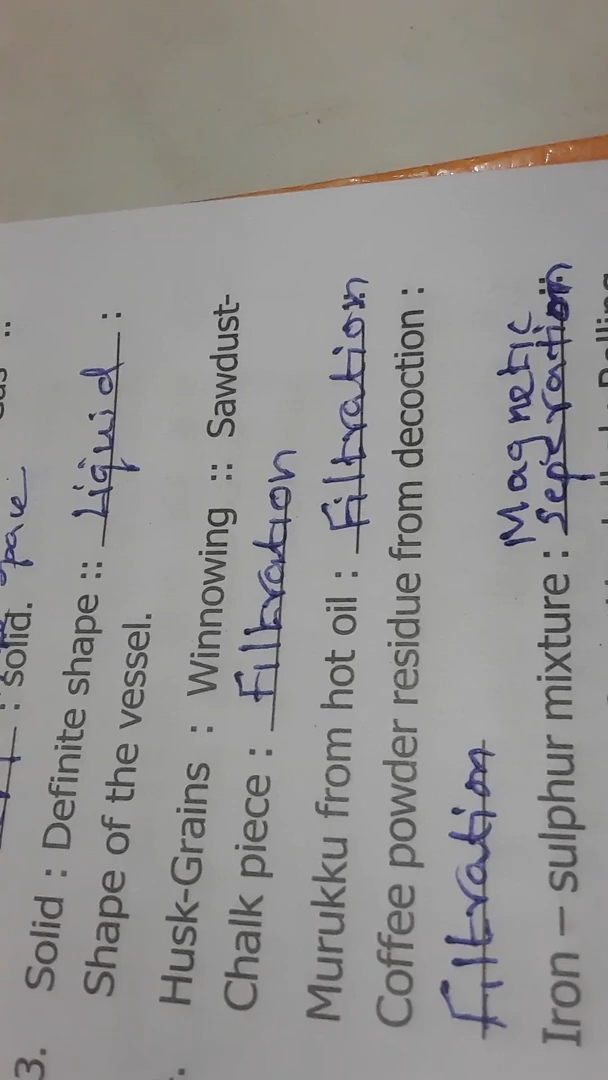 : solid.
3. Solid : Definite shape :: Liquid :
Shape of the vessel.
Husk-Grains : Winnowing :: Sawdust-
Chalk piece : Filtration
Murukku from hot oil : Filtration
Coffee powder residue from decoction :
Filtration
Magnetic
Iron – sulphur mixture : seperation